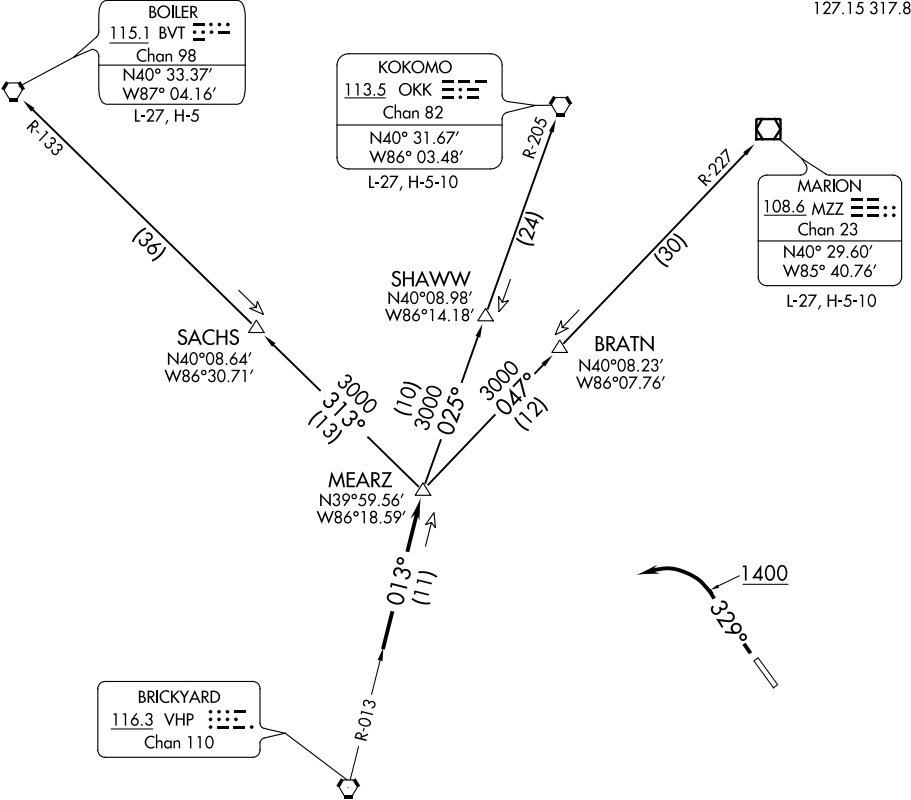 127.15 317.8
BOILER
115.1 BVT
Chan 98
N40° 33.37′
W87° 04.16′
L-27, H-5
KOKOMO
113.5 OKK
Chan 82
N40° 31.67′
W86° 03.48′
L-27, H-5-10
R-133
R-205
R-227
MARION
108.6 MZZ
Chan 23
N40° 29.60′
W85° 40.76′
L-27, H-5-10
(36)
(24)
(30)
SHAWW
N40°08.98′
W86°14.18′
SACHS
N40°08.64′
W86°30.71′
BRATN
N40°08.23′
W86°07.76′
3000
313°
(13)
(10)
3000
025°
3000
047°
(12)
MEARZ
N39°59.56′
W86°18.59′
013°
(11)
1400
329°
BRICKYARD
116.3 VHP
Chan 110
R-013